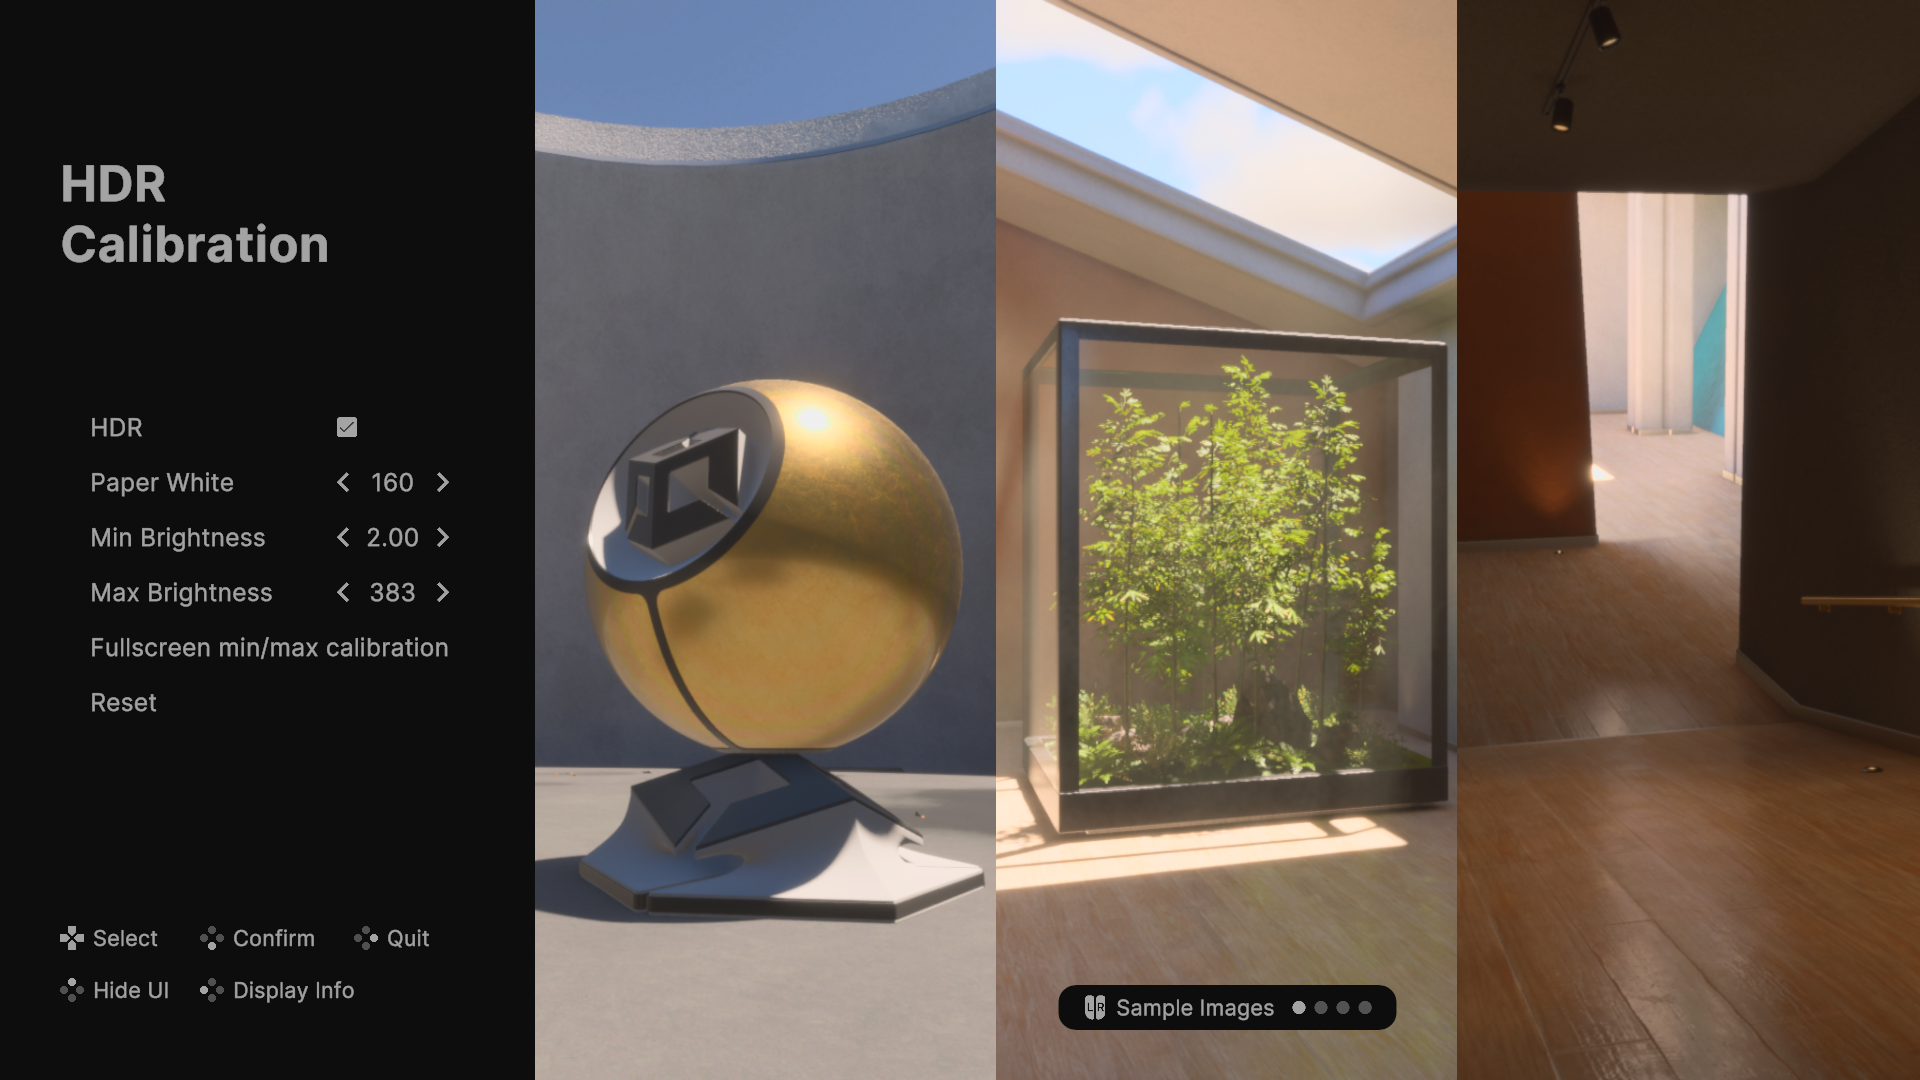 HDR
Calibration
HDR
Paper White 160
Min Brightness 2.00
Max Brightness 383
Fullscreen min/max calibration
Reset
Select Confirm Quit
Hide UI Display Info
L R Sample Images